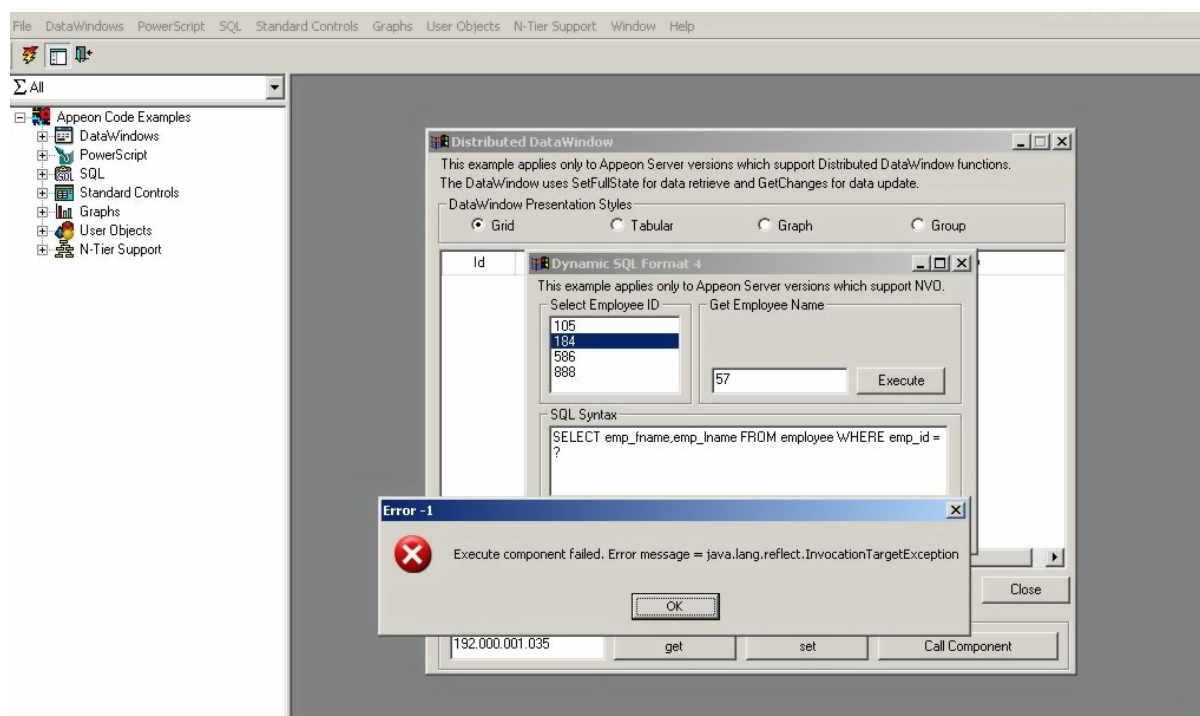 File DataWindows PowerScript SQL Standard Controls Graphs User Objects N-Tier Support Window Help
Σ All
Appeon Code Examples
DataWindows
PowerScript
SQL
Standard Controls
Graphs
User Objects
N-Tier Support
Distributed DataWindow
This example applies only to Appeon Server versions which support Distributed DataWindow functions.
The DataWindow uses SetFullState for data retrieve and GetChanges for data update.
DataWindow Presentation Styles
Grid Tabular Graph Group
Id
Dynamic SQL Format 4
This example applies only to Appeon Server versions which support NVO.
Select Employee ID Get Employee Name
105
184
586
888
57 Execute
SQL Syntax
SELECT emp_fname,emp_lname FROM employee WHERE emp_id =
?
Error -1
Execute component failed. Error message = java.lang.reflect.InvocationTargetException
OK
Close
192.000.001.035 get set Call Component